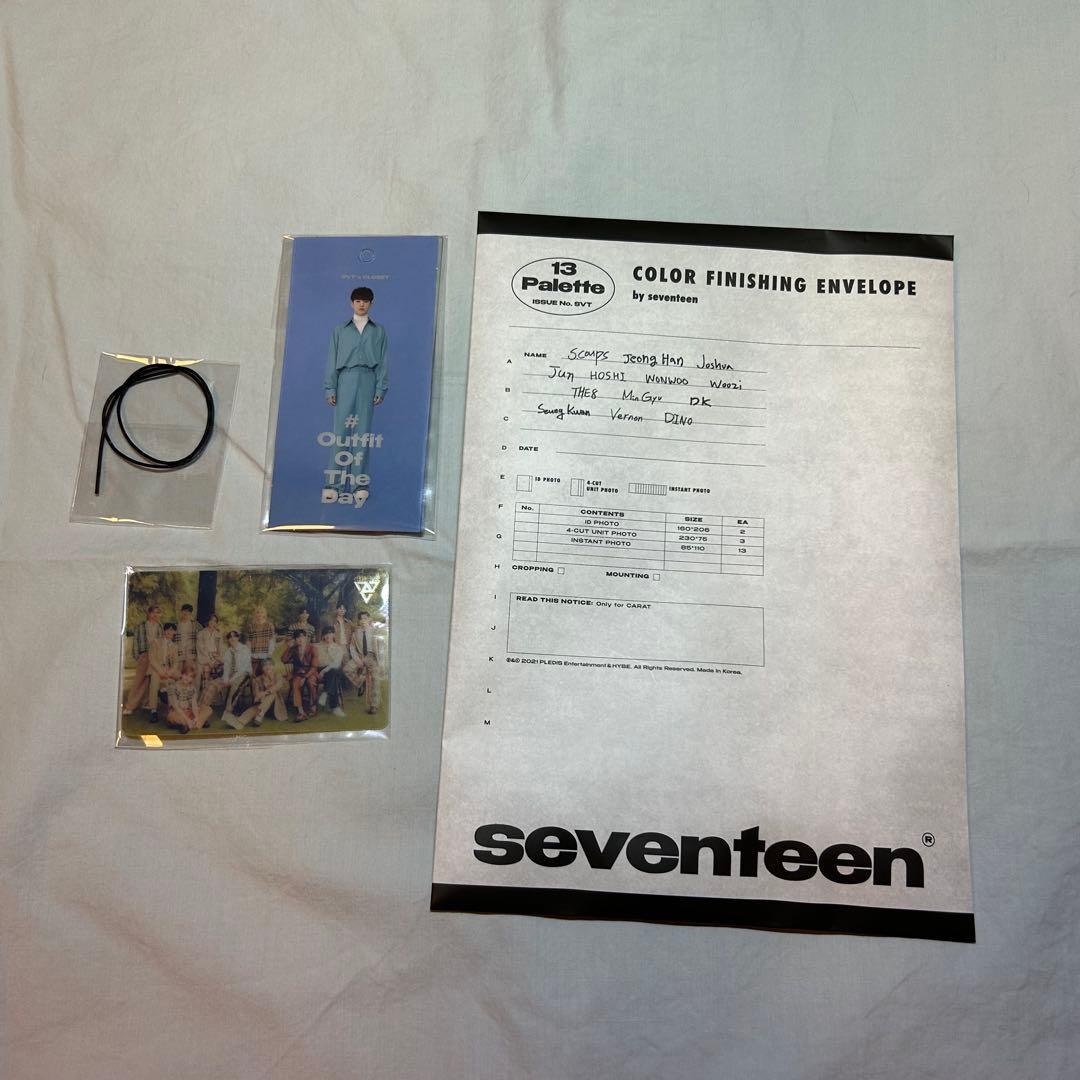 SVT's CLOSET
#
Outfit
Of
The
Day
13
Palette
ISSUE No. SVT
COLOR FINISHING ENVELOPE
by seventeen
A NAME S.coups Jeong Han Joshua
Jun HOSHI WONWOO Woozi
B THE8 MinGyu DK
C Seung Kwan Vernon DINO
D DATE
E ID PHOTO 4-CUT UNIT PHOTO INSTANT PHOTO
F No. CONTENTS SIZE EA
ID PHOTO 160*206 2
G 4-CUT UNIT PHOTO 230*75 3
INSTANT PHOTO 85*110 13
H CROPPING MOUNTING
I READ THIS NOTICE: Only for CARAT
J
K ℗&© 2021 PLEDIS Entertainment & HYBE. All Rights Reserved. Made in Korea.
L
M
seventeen ®